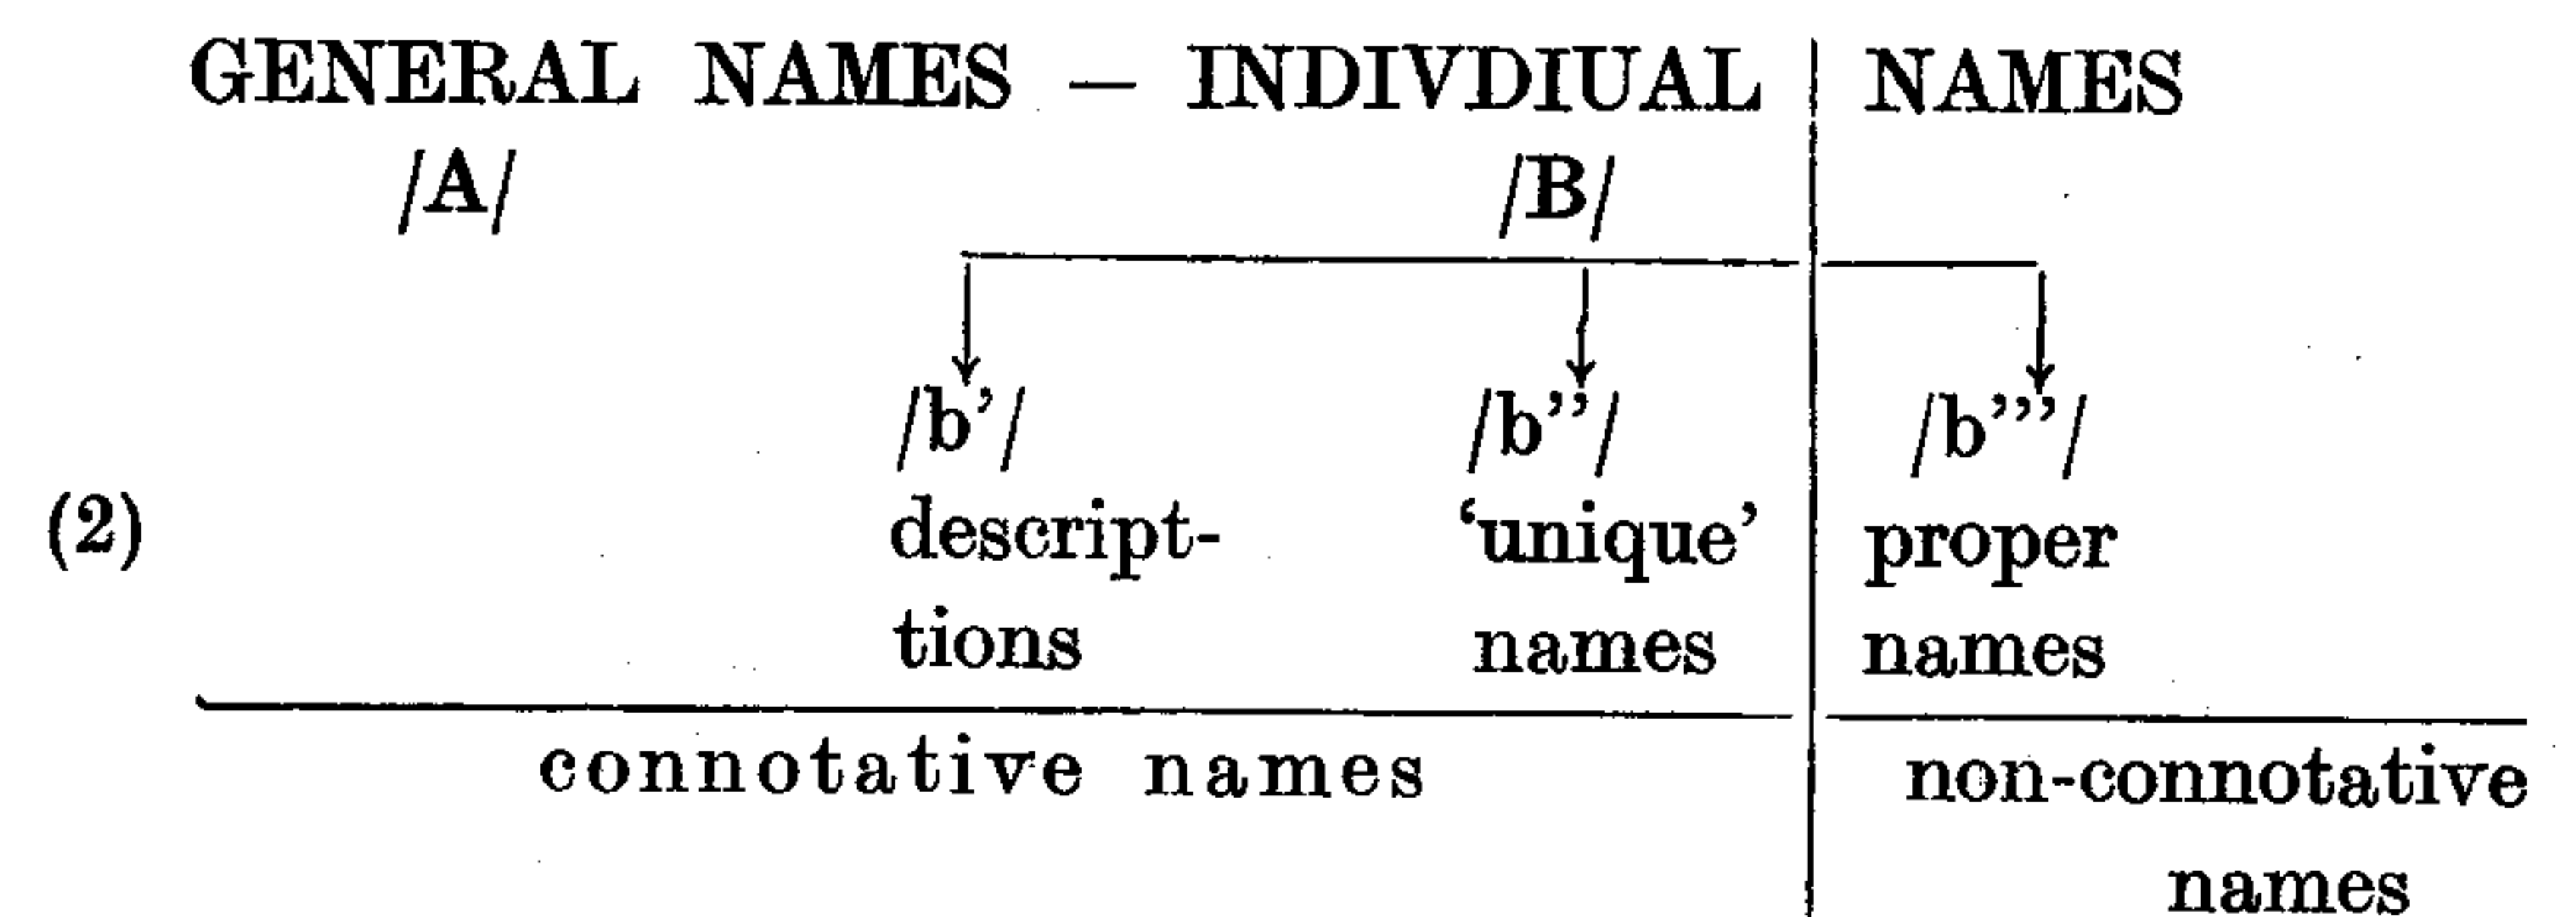 GENERAL NAMES – INDIVDIUAL NAMES
/A/ /B/
/b’/ /b’’/ /b’’’/
(2) descript- ‘unique’ proper
tions names names
connotative names non-connotative
names